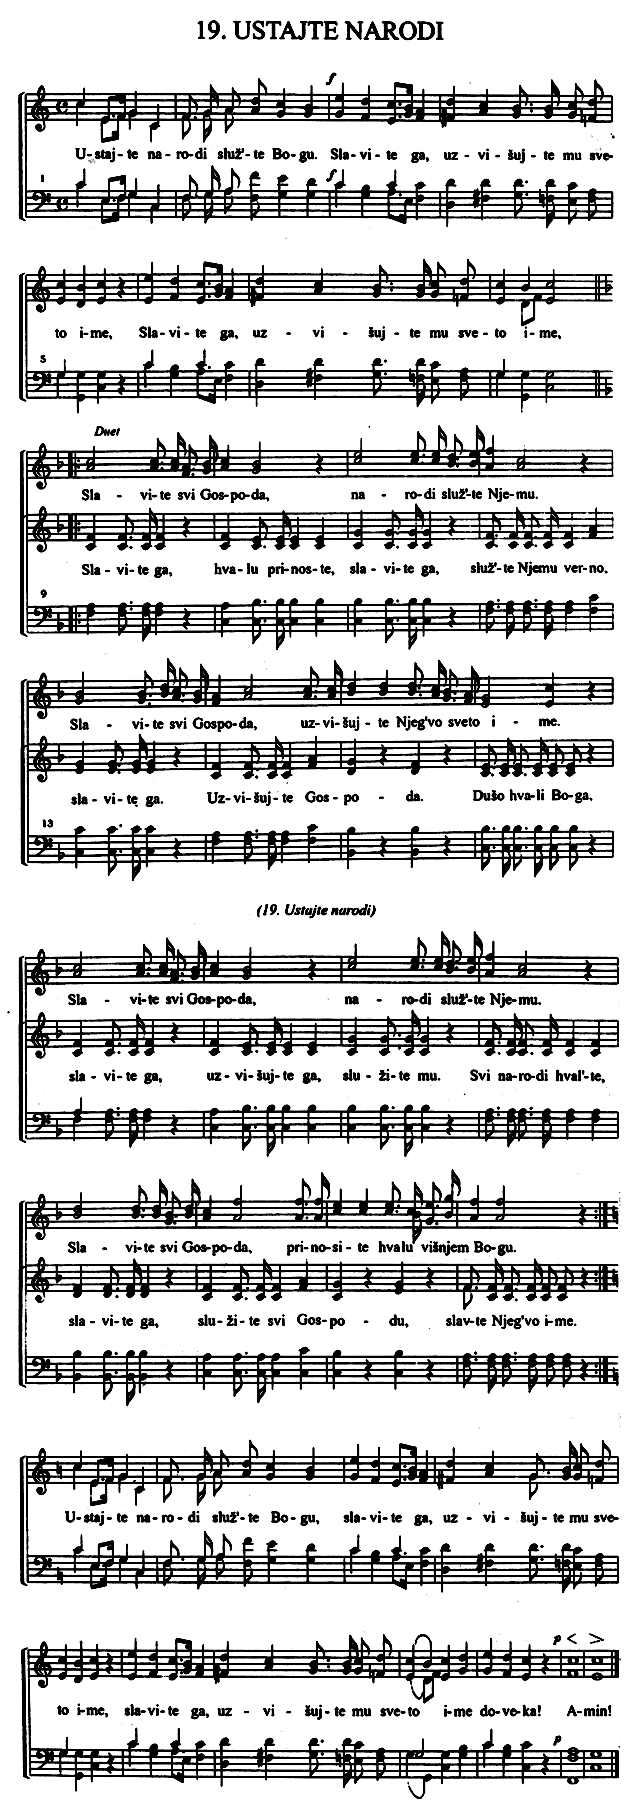 19. USTAJTE NARODI
f
U-staj-te na-ro-di služ'-te Bo-gu. Sla-vi-te ga, uz-vi-šuj-te mu sve-
1 f
to i-me, Sla-vi-te ga, uz-vi-šuj-te mu sve-to i-me,
5
Duet
Sla-vi-te svi Gos-po-da, na-ro-di služ'-te Nje-mu.
Sla-vi-te ga, hva-lu pri-nos-te, sla-vi-te ga, služ'-te Njemu ver-no,
9
Sla-vi-te svi Gospo-da, uz-vi-šuj-te Njeg'vo sveto i-me.
sla-vi-te ga. Uz-vi-šuj-te Gos-po-da. Dušo hva-li Bo-ga,
13
(19. Ustajte narodi)
Sla-vi-te svi Gos-po-da, na-ro-di služ'-te Nje-mu.
sla-vi-te ga, uz-vi-šuj-te ga, slu-ži-te mu. Svi na-ro-di hval'-te,
Sla-vi-te svi Gos-po-da, pri-no-si-te hvalu višnjem Bo-gu.
sla-vi-te ga, slu-ži-te svi Gos-po-du, slav-te Njeg'vo i-me.
U-staj-te na-ro-di služ'-te Bo-gu, sla-vi-te ga, uz-vi-šuj-te mu sve-
p < >
to i-me, sla-vi-te ga, uz-vi-šuj-te mu sve-to i-me do-ve-ka! A-min!
p